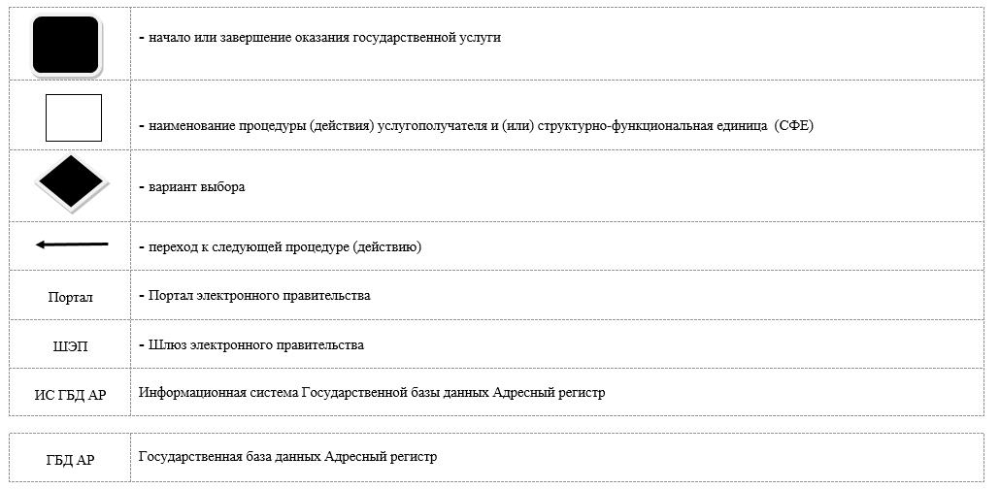 - начало или завершение оказания государственной услуги
- наименование процедуры (действия) услугополучателя и (или) структурно-функциональная единица (СФЕ)
- вариант выбора
- переход к следующей процедуре (действию)
Портал - Портал электронного правительства
ШЭП - Шлюз электронного правительства
ИС ГБД АР Информационная система Государственной базы данных Адресный регистр
ГБД АР Государственная база данных Адресный регистр